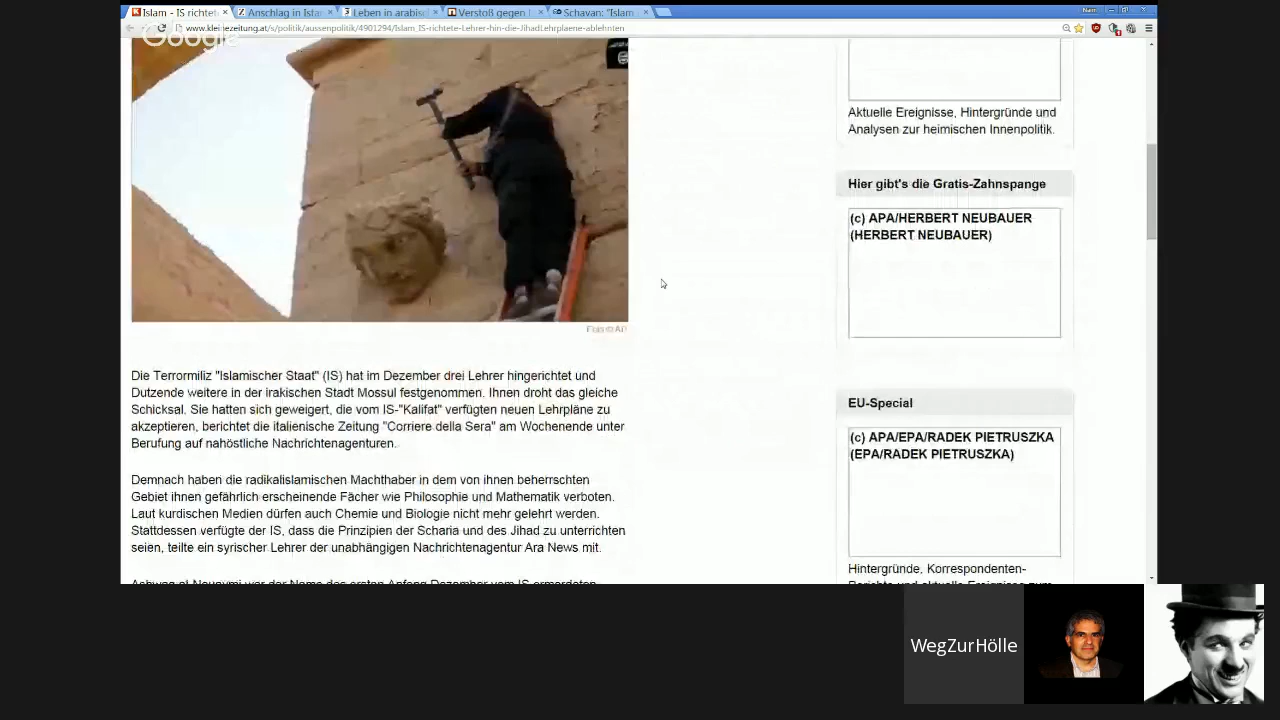 Islam - IS richtet
Anschlag in Ista
Leben in arabis
Verstoß gegen
Schavan: "Islam
Naim
www.kleinezeitung.at/s/politik/aussenpolitik/4901294/Islam_IS-richtete-Lehrer-hin-die-JihadLehrplaene-ablehnten
Google
Aktuelle Ereignisse, Hintergründe und
Analysen zur heimischen Innenpolitik.
Hier gibt's die Gratis-Zahnspange
(c) APA/HERBERT NEUBAUER
(HERBERT NEUBAUER)
Die Terrormiliz "Islamischer Staat" (IS) hat im Dezember drei Lehrer hingerichtet und
Dutzende weitere in der irakischen Stadt Mossul festgenommen. Ihnen droht das gleiche
Schicksal. Sie hatten sich geweigert, die vom IS-"Kalifat" verfügten neuen Lehrpläne zu
akzeptieren, berichtet die italienische Zeitung "Corriere della Sera" am Wochenende unter
Berufung auf nahöstliche Nachrichtenagenturen.
Demnach haben die radikalislamischen Machthaber in dem von ihnen beherrschten
Gebiet ihnen gefährlich erscheinende Fächer wie Philosophie und Mathematik verboten.
Laut kurdischen Medien dürfen auch Chemie und Biologie nicht mehr gelehrt werden.
Stattdessen verfügte der IS, dass die Prinzipien der Scharia und des Jihad zu unterrichten
seien, teilte ein syrischer Lehrer der unabhängigen Nachrichtenagentur Ara News mit.
EU-Special
(c) APA/EPA/RADEK PIETRUSZKA
(EPA/RADEK PIETRUSZKA)
Hintergründe, Korrespondenten-
WegZurHölle